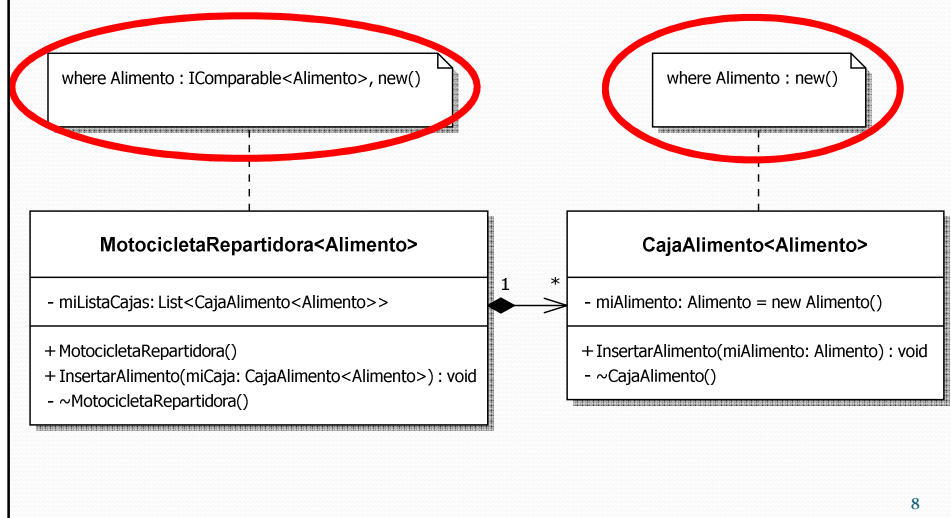 where Alimento : IComparable<Alimento>, new()
where Alimento : new()
MotocicletaRepartidora<Alimento>
- miListaCajas: List<CajaAlimento<Alimento>>
+ MotocicletaRepartidora()
+ InsertarAlimento(miCaja: CajaAlimento<Alimento>) : void
- ~MotocicletaRepartidora()
1
*
CajaAlimento<Alimento>
- miAlimento: Alimento = new Alimento()
+ InsertarAlimento(miAlimento: Alimento) : void
- ~CajaAlimento()
8